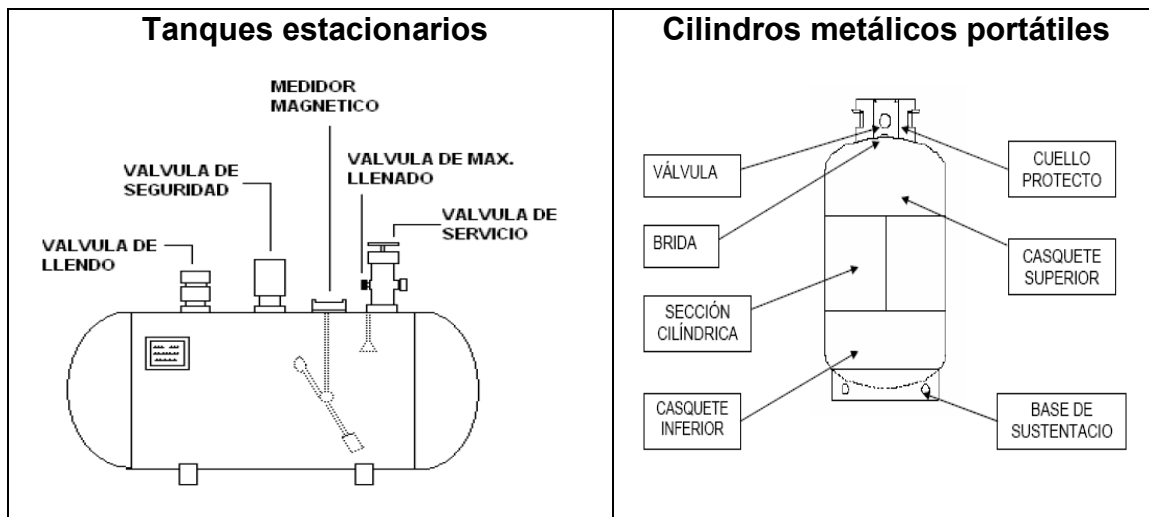 Tanques estacionarios
MEDIDOR
MAGNETICO
VALVULA DE
SEGURIDAD
VALVULA DE MAX.
LLENADO
VALVULA DE
SERVICIO
VALVULA DE
LLENDO
Cilindros metálicos portátiles
VÁLVULA
CUELLO
PROTECTO
BRIDA
CASQUETE
SUPERIOR
SECCIÓN
CILÍNDRICA
CASQUETE
INFERIOR
BASE DE
SUSTENTACIO